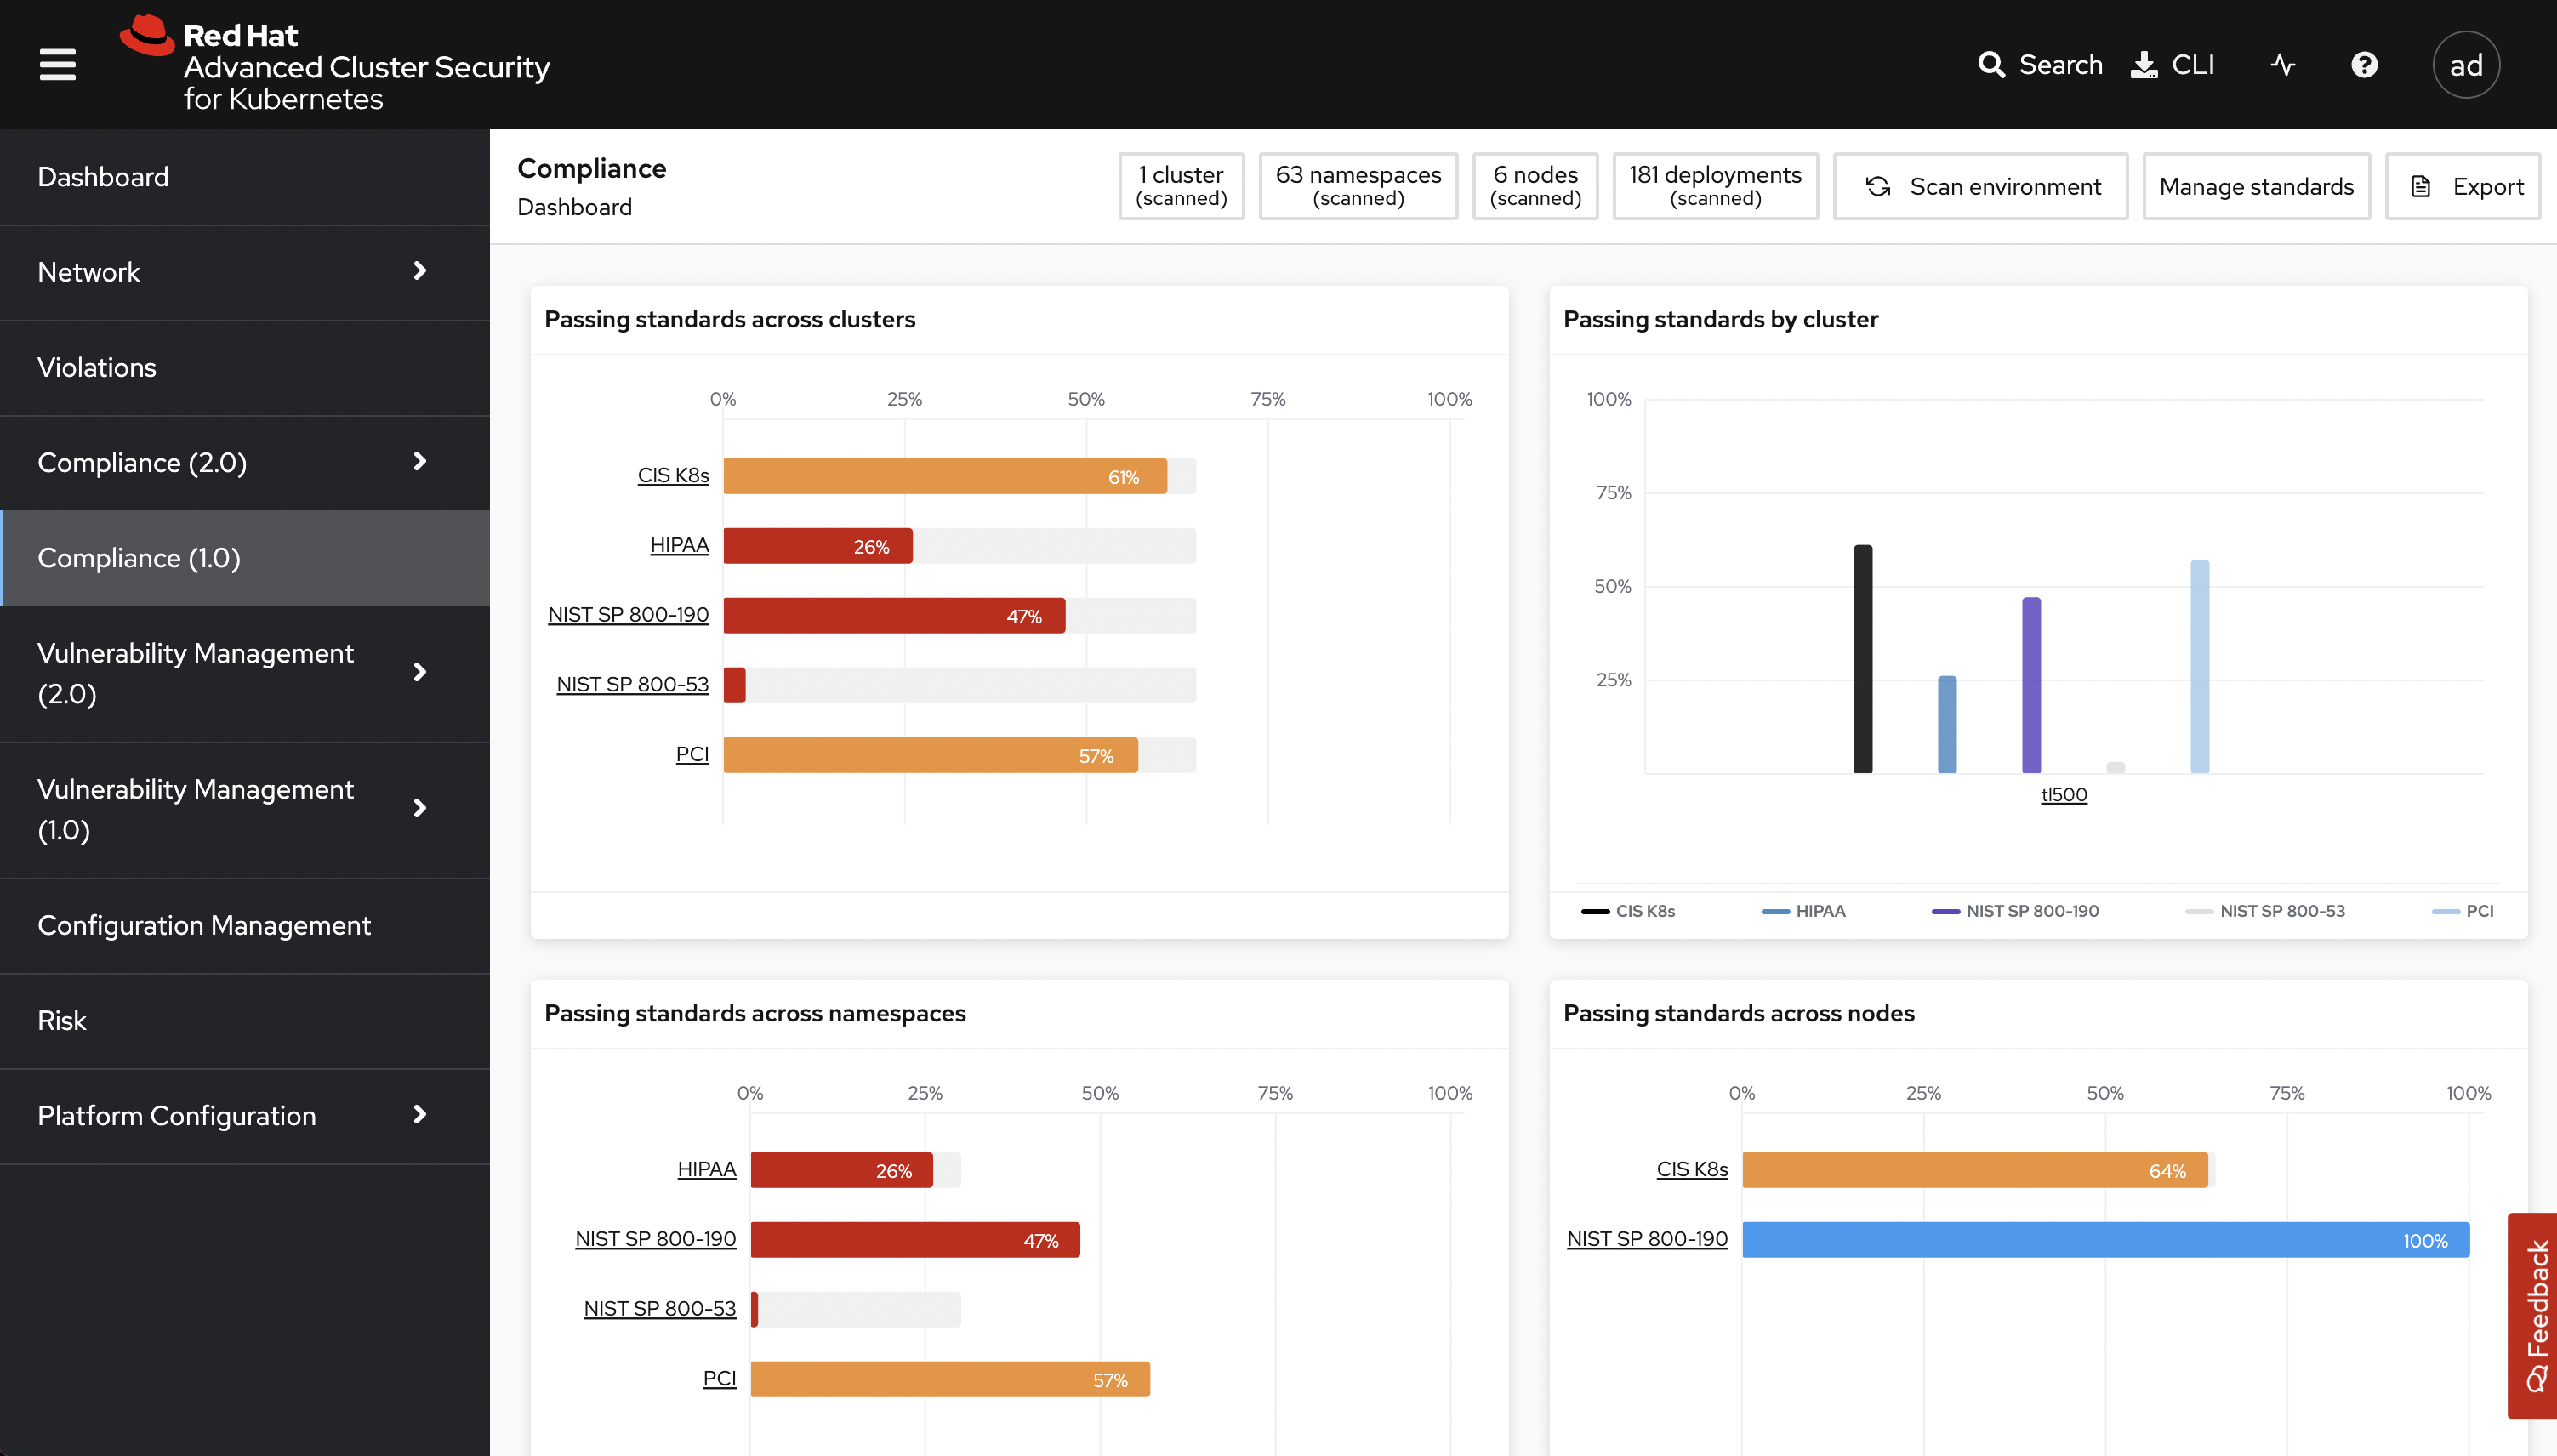 Red Hat
Advanced Cluster Security
for Kubernetes
Search
CLI
ad
Dashboard
Network
Violations
Compliance (2.0)
Compliance (1.0)
Vulnerability Management
(2.0)
Vulnerability Management
(1.0)
Configuration Management
Risk
Platform Configuration
Compliance
Dashboard
1 cluster
(scanned)
63 namespaces
(scanned)
6 nodes
(scanned)
181 deployments
(scanned)
Scan environment
Manage standards
Export
Passing standards across clusters
0% 25% 50% 75% 100%
CIS K8s 61%
HIPAA 26%
NIST SP 800-190 47%
NIST SP 800-53
PCI 57%
Passing standards by cluster
100%
75%
50%
25%
tl500
CIS K8s HIPAA NIST SP 800-190 NIST SP 800-53 PCI
Passing standards across namespaces
0% 25% 50% 75% 100%
HIPAA 26%
NIST SP 800-190 47%
NIST SP 800-53
PCI 57%
Passing standards across nodes
0% 25% 50% 75% 100%
CIS K8s 64%
NIST SP 800-190 100%
Feedback